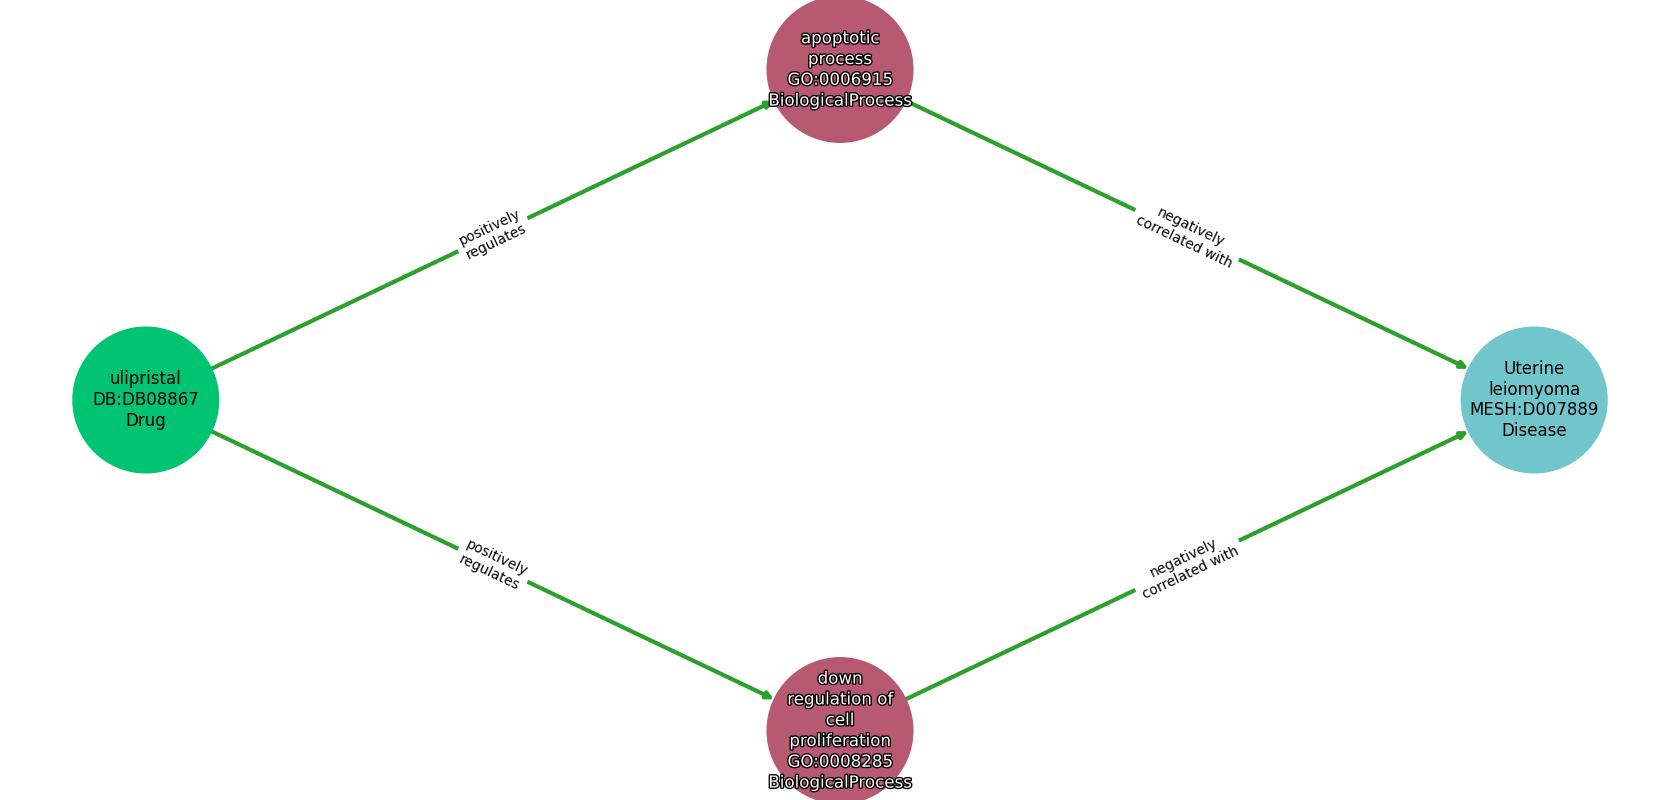 apoptotic
process
GO:0006915
BiologicalProcess
positively
regulates
negatively
correlated with
ulipristal
DB:DB08867
Drug
Uterine
leiomyoma
MESH:D007889
Disease
positively
regulates
negatively
correlated with
down
regulation of
cell
proliferation
GO:0008285
BiologicalProcess